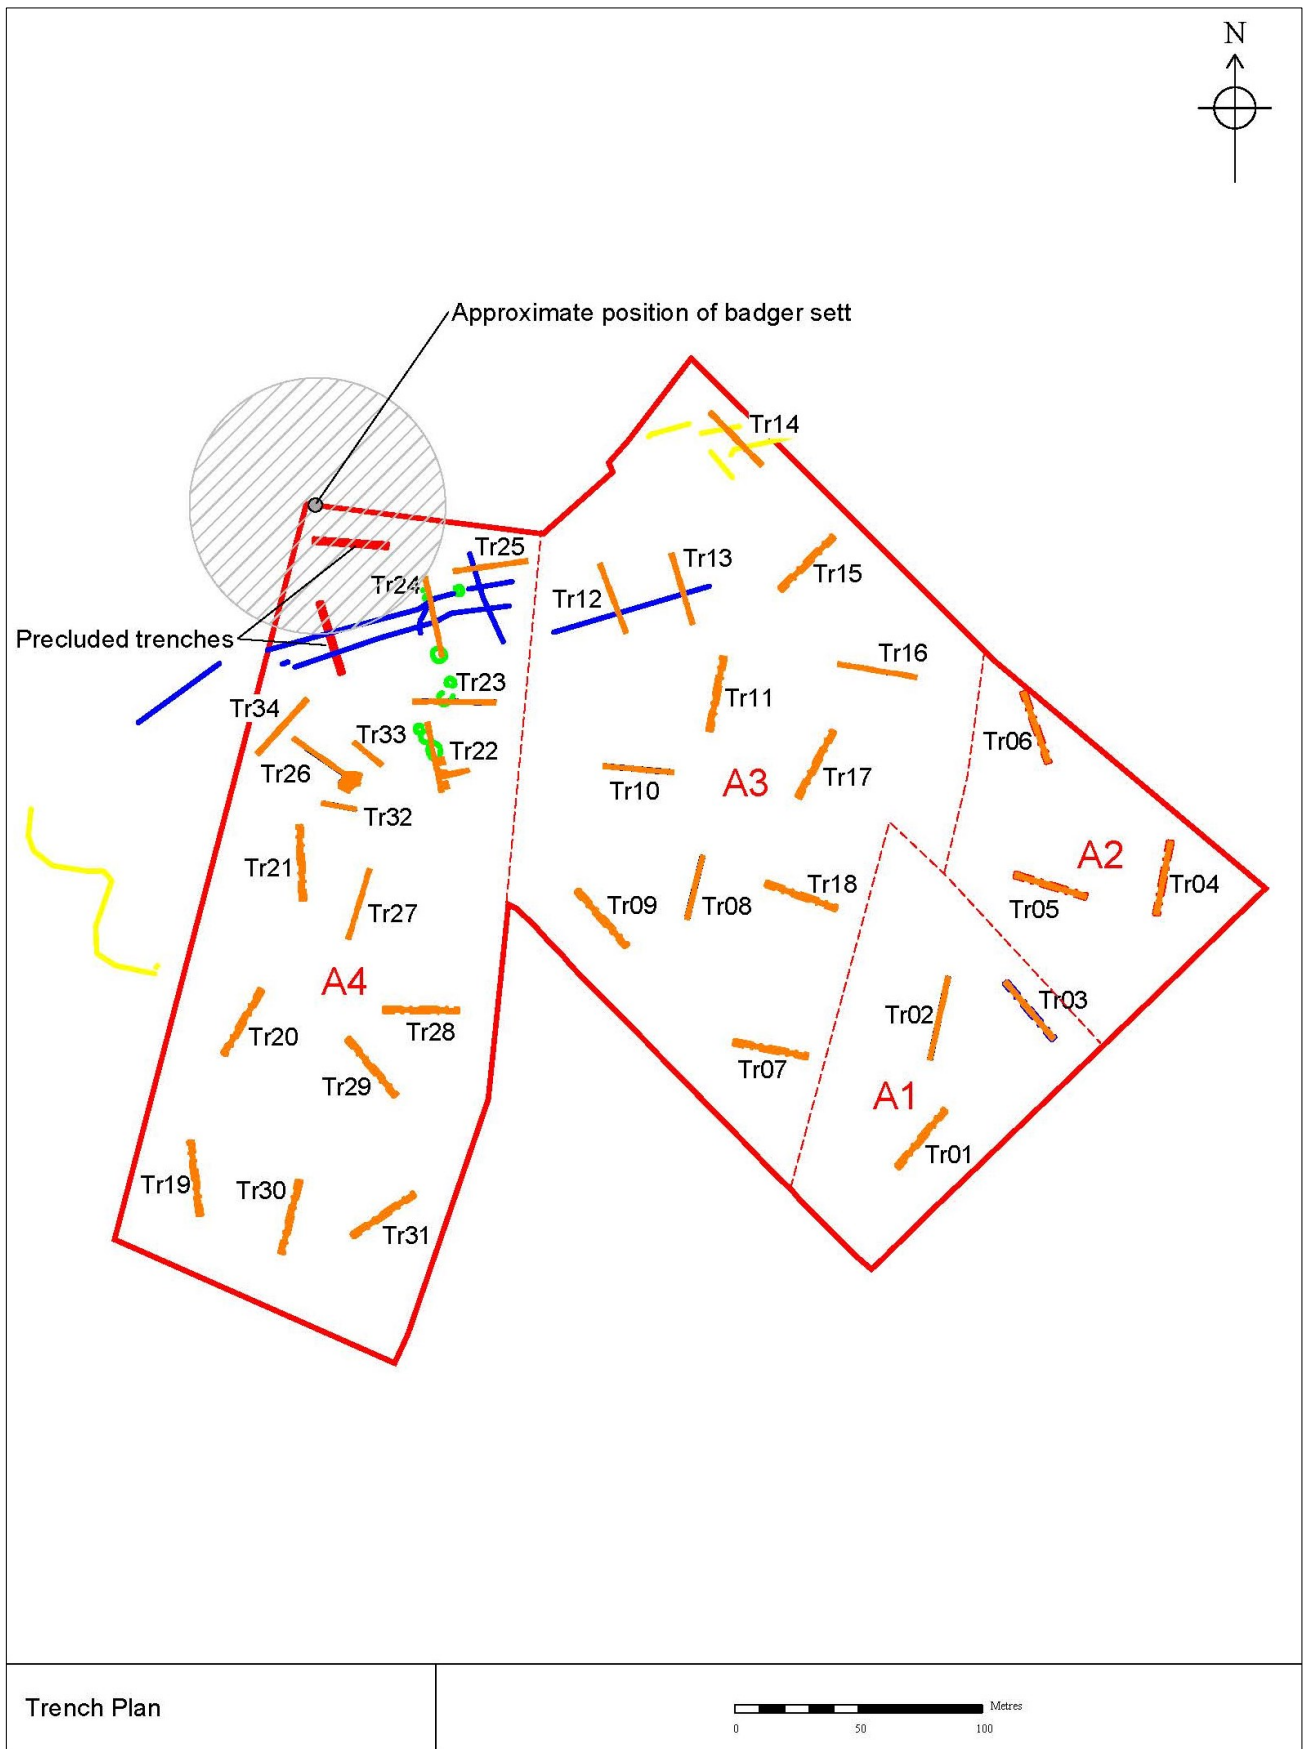 N
Approximate position of badger sett
Tr14
Tr25
Tr13
Tr15
Tr24
Tr12
Precluded trenches
Tr16
Tr23
Tr11
Tr34
Tr33
Tr06
Tr22
Tr26
Tr10
A3
Tr17
Tr32
A2
Tr21
Tr04
Tr18
Tr05
Tr09
Tr08
Tr27
A4
Tr03
Tr02
Tr28
Tr20
Tr07
Tr29
A1
Tr01
Tr19
Tr30
Tr31
Trench Plan
Metres
0 50 100